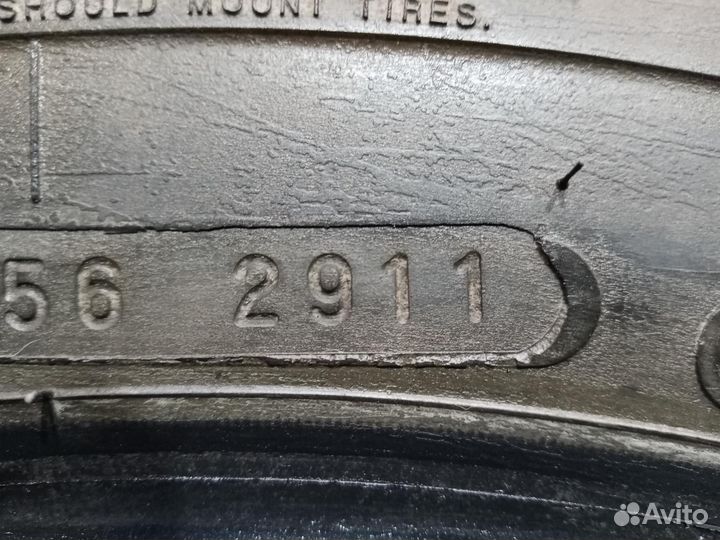 SHOULD MOUNT TIRES.
56 2911
Avito